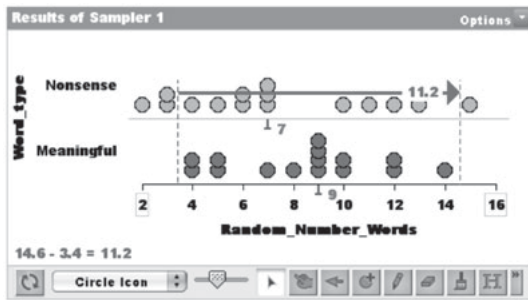 Results of Sampler 1
Options
Word_type
Nonsense
11.2
7
Meaningful
9
2 4 6 8 10 12 14 16
Random_Number_Words
14.6 - 3.4 = 11.2
Circle Icon
H
»